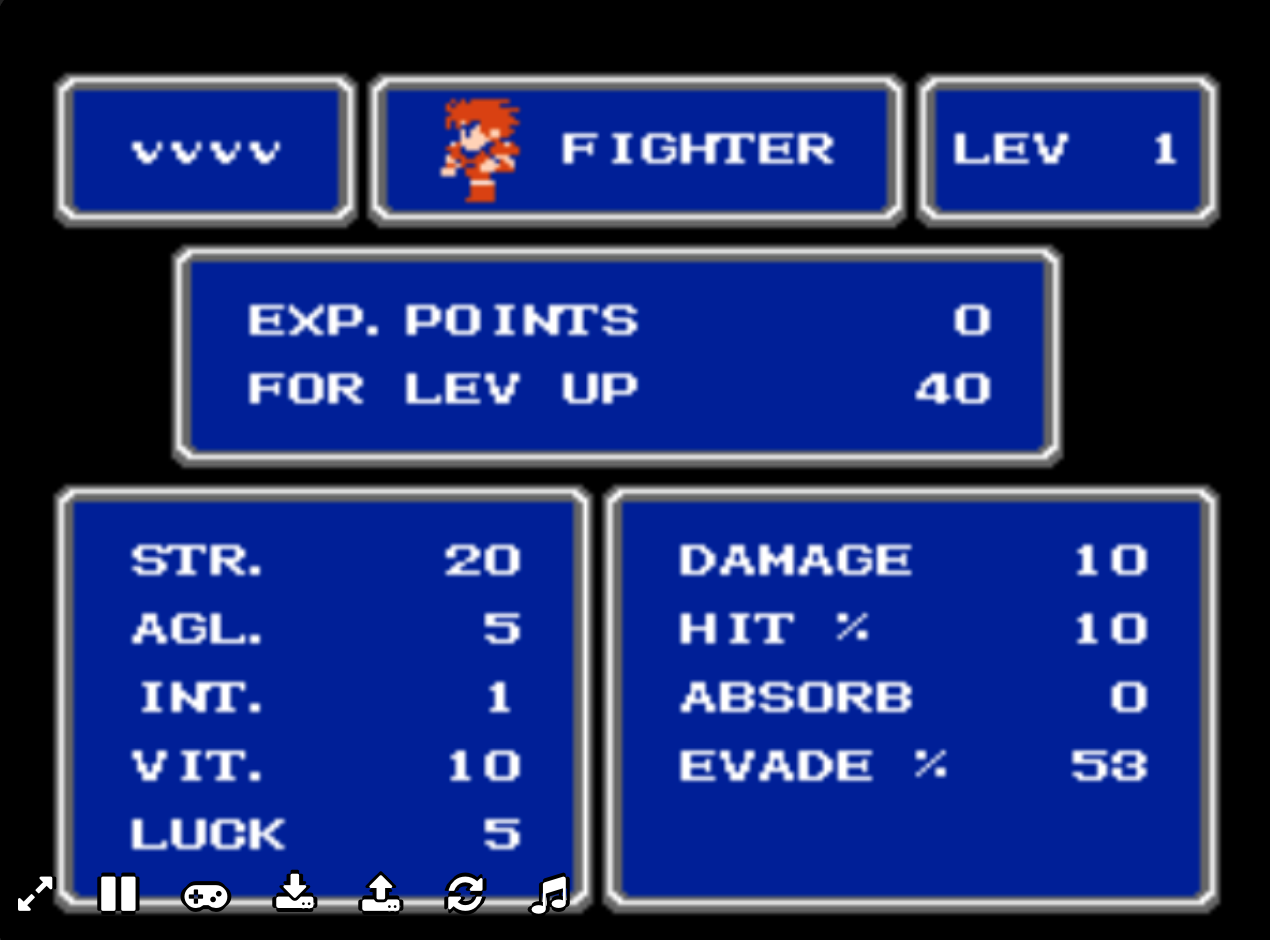 vvvv
FIGHTER
LEV 1
EXP. POINTS 0
FOR LEV UP 40
STR. 20
AGL. 5
INT. 1
VIT. 10
LUCK 5
DAMAGE 10
HIT % 10
ABSORB 0
EVADE % 53